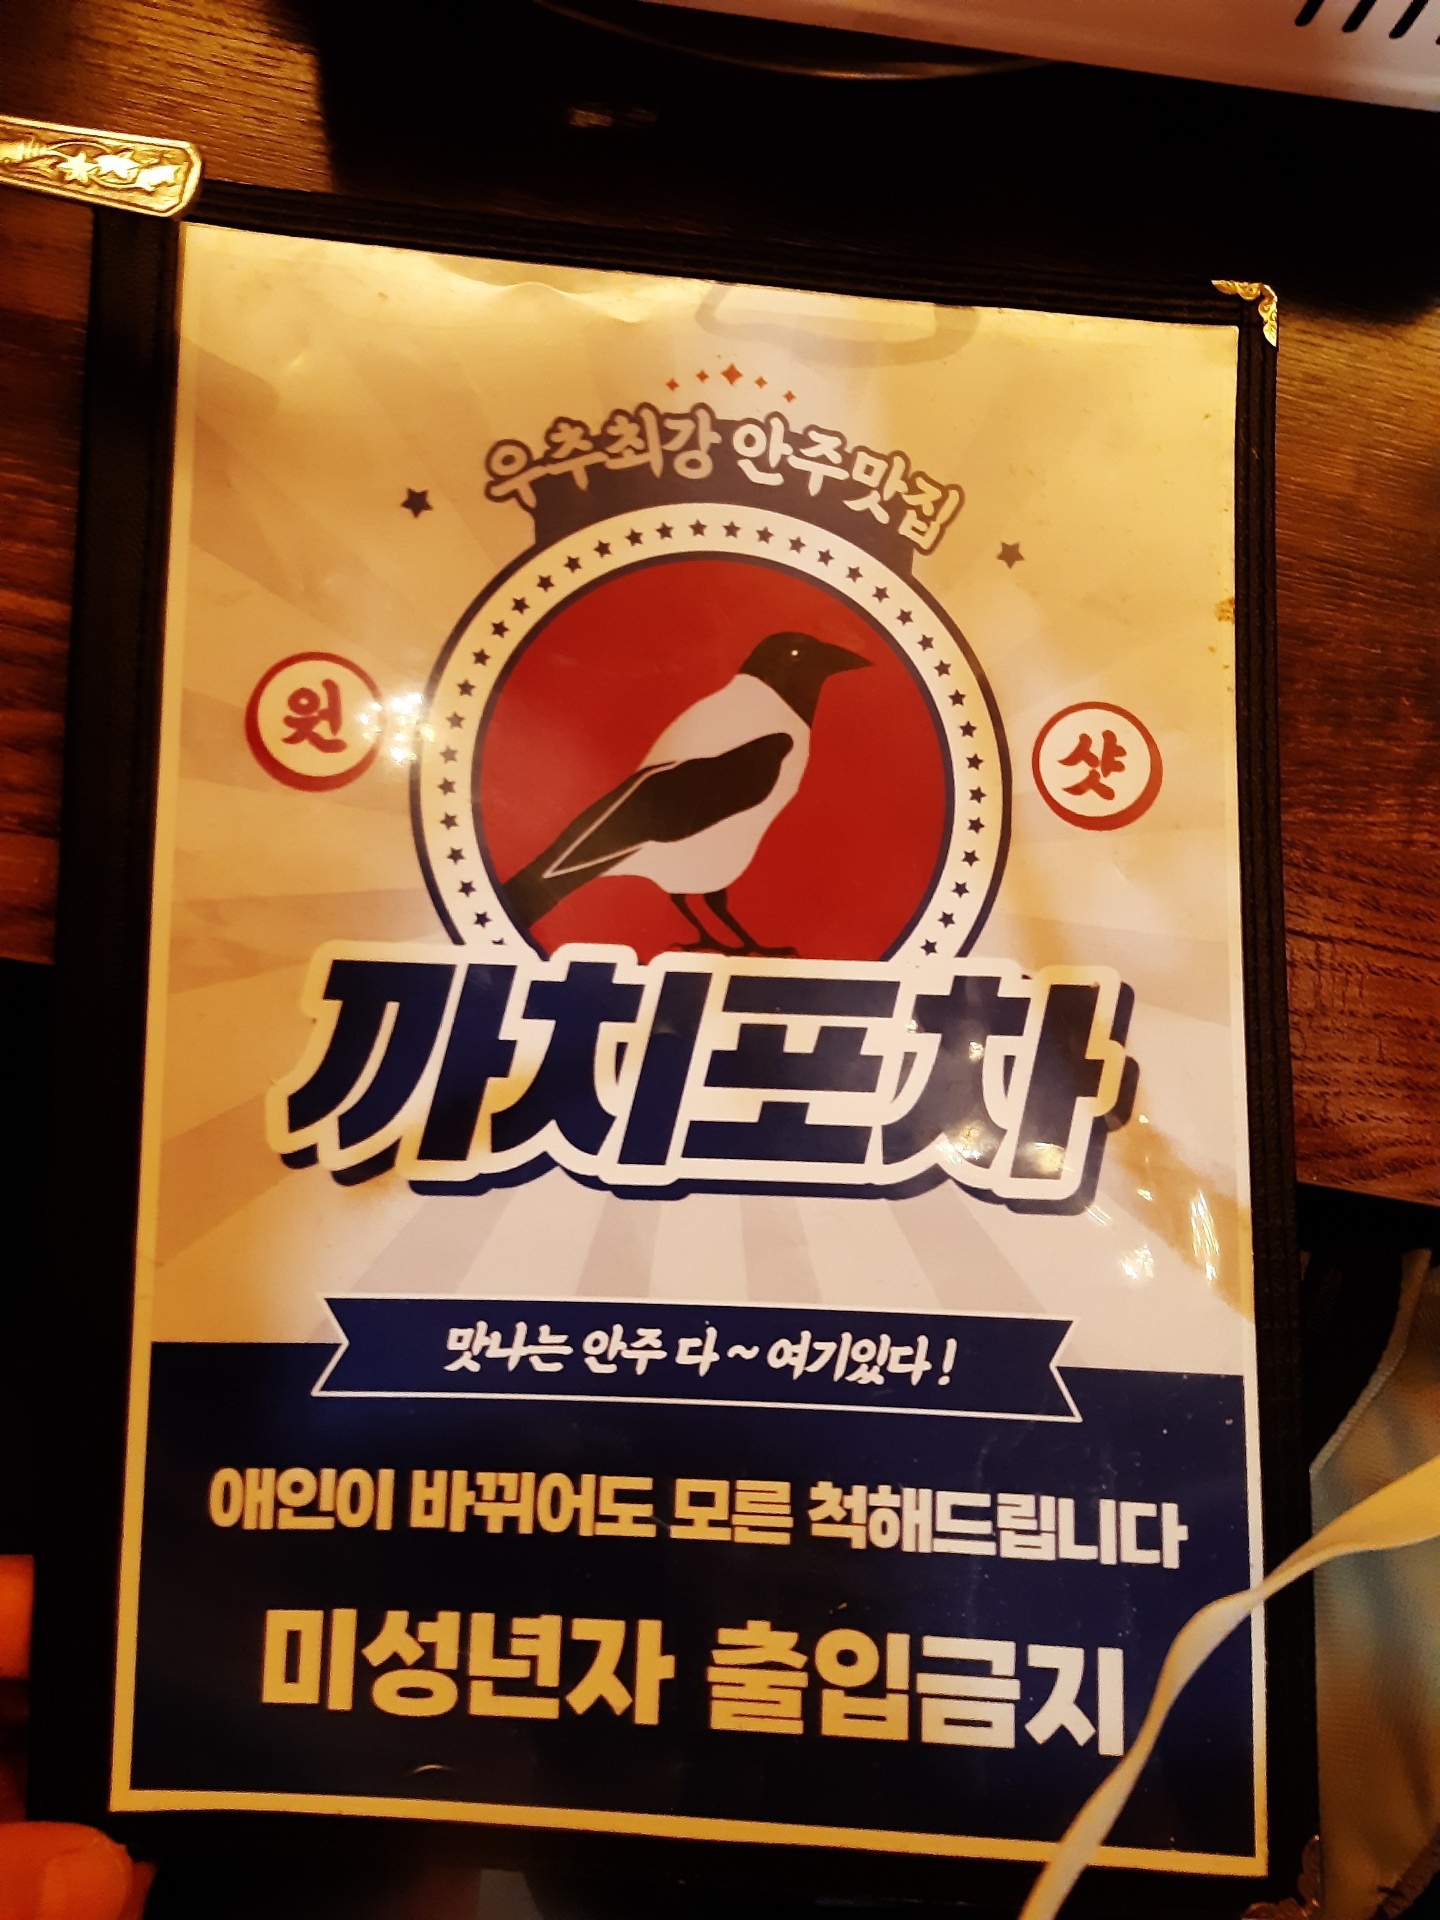 우주최강 안주맛집
원 샷
까치포차
맛나는 안주 다~ 여기있다!
애인이 바뀌어도 모른 척해드립니다
미성년자 출입금지